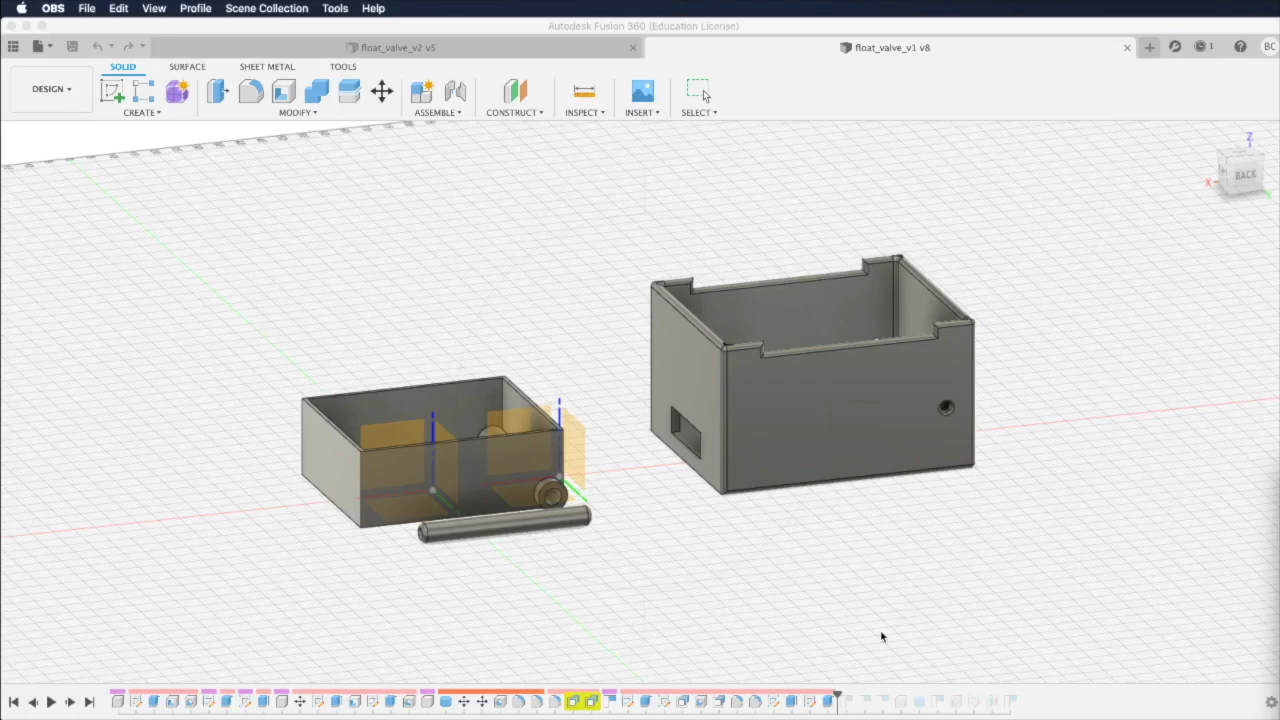 OBS File Edit View Profile Scene Collection Tools Help
Autodesk Fusion 360 (Education License)
float_valve_v2 v5
float_valve_v1 v8
1
BC
SOLID SURFACE SHEET METAL TOOLS
DESIGN
CREATE MODIFY ASSEMBLE CONSTRUCT INSPECT INSERT SELECT
Z
X
BACK